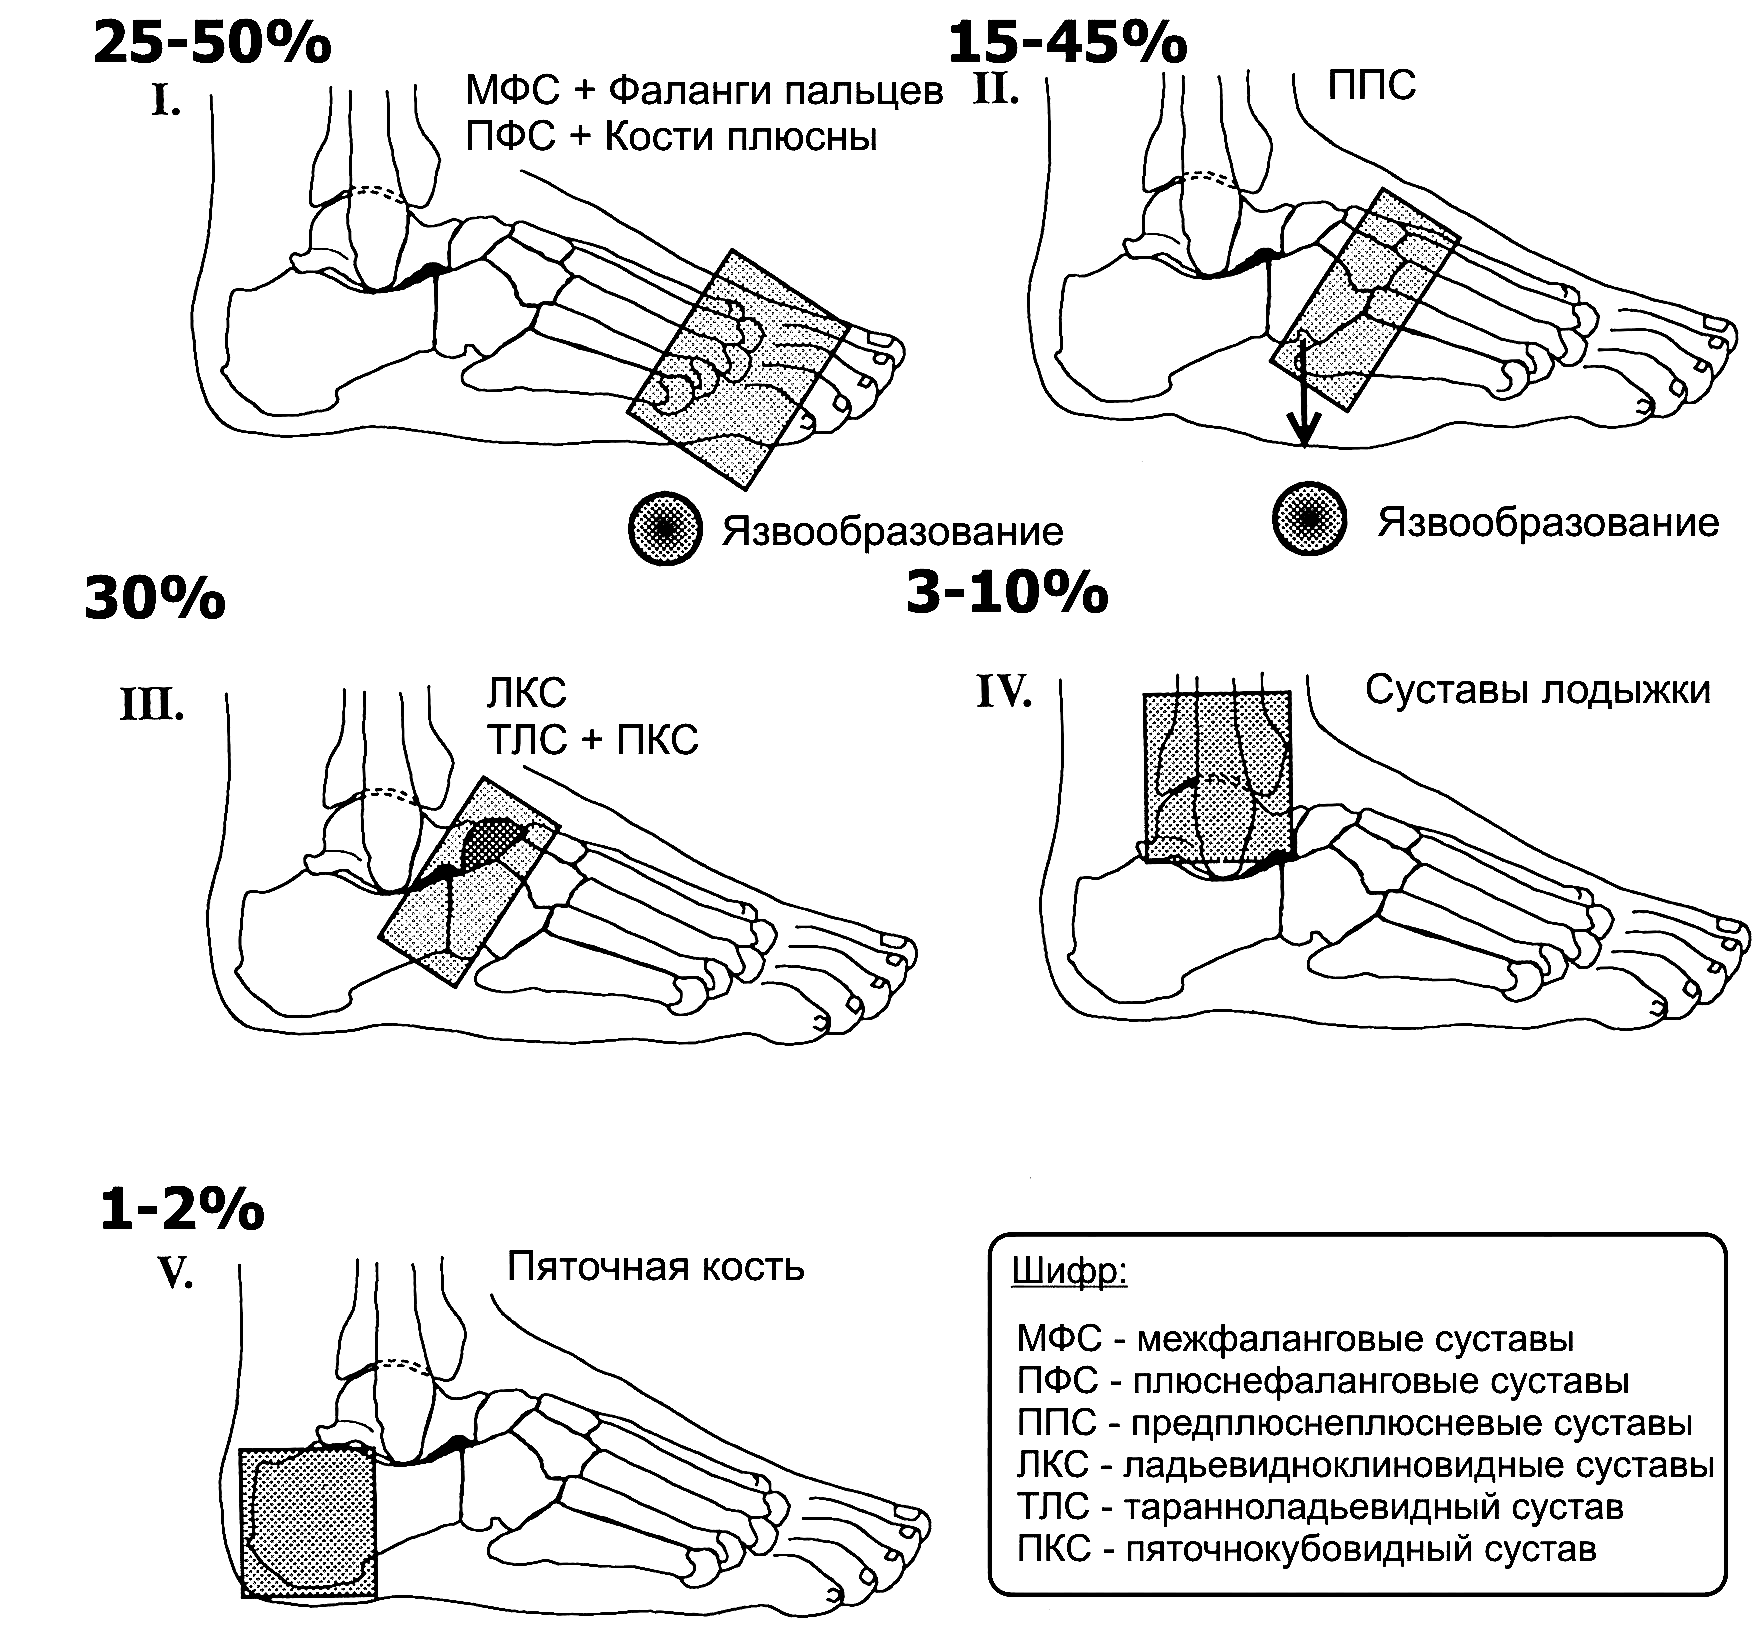 25-50%
I.
МФС + Фаланги пальцев
ПФС + Кости плюсны
Язвообразование
15-45%
II.
ППС
Язвообразование
30%
III.
ЛКС
ТЛС + ПКС
3-10%
IV.
Суставы лодыжки
1-2%
V.
Пяточная кость
Шифр:
МФС - межфаланговые суставы
ПФС - плюснефаланговые суставы
ППС - предплюснеплюсневые суставы
ЛКС - ладьевидноклиновидные суставы
ТЛС - таранноладьевидный сустав
ПКС - пяточнокубовидный сустав